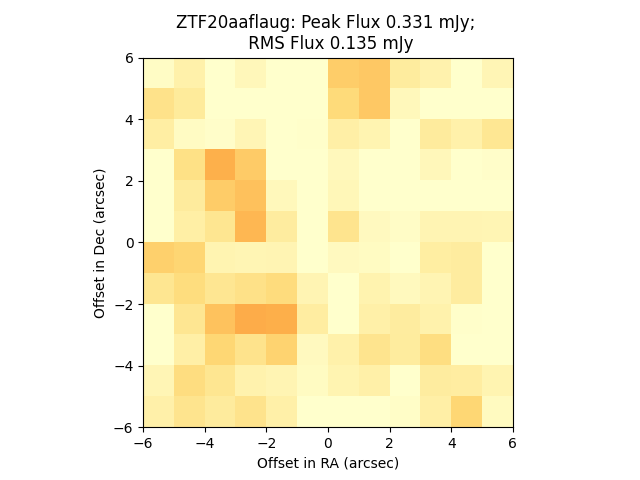 ZTF20aaflaug: Peak Flux 0.331 mJy;
RMS Flux 0.135 mJy
6
4
2
0
−2
−4
−6
Offset in Dec (arcsec)
−6 −4 −2 0 2 4 6
Offset in RA (arcsec)